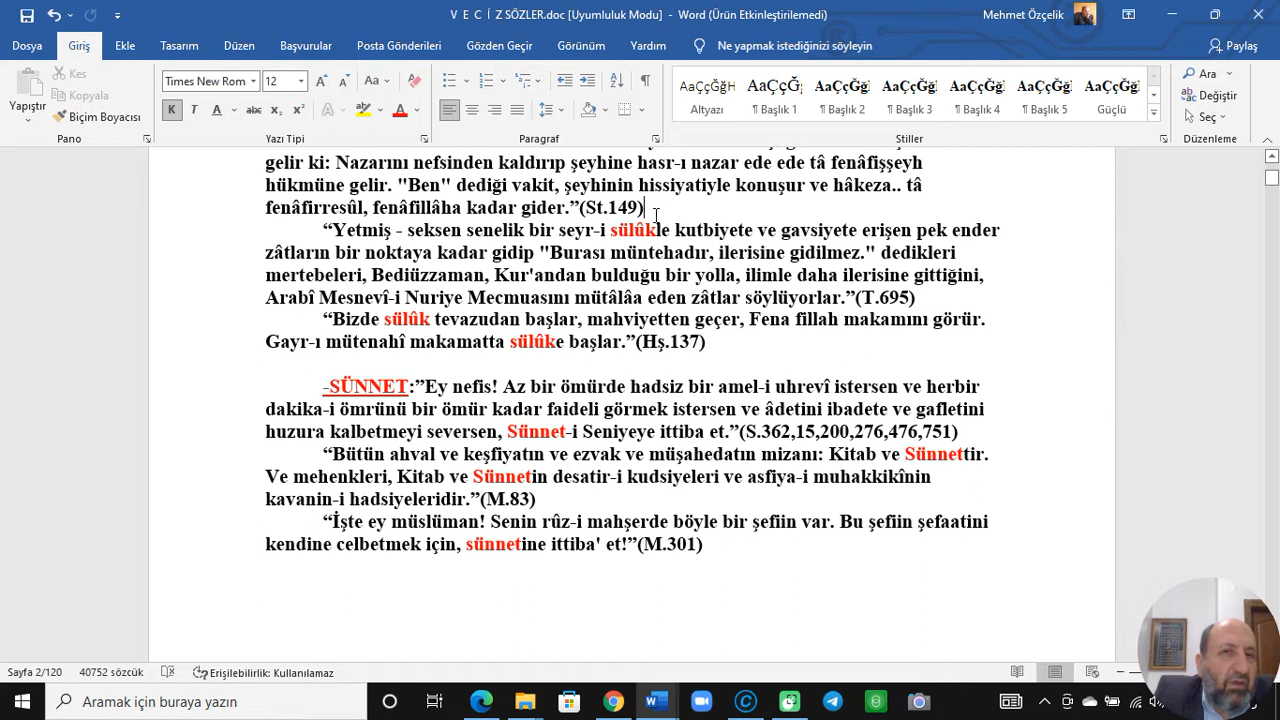 V E C İ Z SÖZLER.doc [Uyumluluk Modu] - Word (Ürün Etkinleştirilemedi)
Mehmet Özçelik
Dosya Giriş Ekle Tasarım Düzen Başvurular Posta Gönderileri Gözden Geçir Görünüm Yardım Ne yapmak istediğinizi söyleyin Paylaş
Yapıştır
Kes
Kopyala
Biçim Boyacısı
Times New Rom 12
AaÇçĞğH AaÇçĞ AaÇçĞğ AaÇçĞğ AaÇçĞğ AaÇçĞğ AaÇçĞğ
Altyazı ¶ Başlık 1 ¶ Başlık 2 ¶ Başlık 3 ¶ Başlık 4 ¶ Başlık 5 Güçlü
Ara
Değiştir
Seç
Pano Yazı Tipi Paragraf Stiller Düzenleme
gelir ki: Nazarını nefsinden kaldırıp şeyhine hasr-ı nazar ede ede tâ fenâfişşeyh
hükmüne gelir. "Ben" dediği vakit, şeyhinin hissiyatiyle konuşur ve hâkeza.. tâ
fenâfirresûl, fenâfillâha kadar gider.”(St.149)
“Yetmiş - seksen senelik bir seyr-i sülûkle kutbiyete ve gavsiyete erişen pek ender
zâtların bir noktaya kadar gidip "Burası müntehadır, ilerisine gidilmez." dedikleri
mertebeleri, Bediüzzaman, Kur'andan bulduğu bir yolla, ilimle daha ilerisine gittiğini,
Arabî Mesnevî-i Nuriye Mecmuasını mütâlâa eden zâtlar söylüyorlar.”(T.695)
“Bizde sülûk tevazudan başlar, mahviyetten geçer, Fena fillah makamını görür.
Gayr-ı mütenahî makamatta sülûke başlar.”(Hş.137)
-SÜNNET:”Ey nefis! Az bir ömürde hadsiz bir amel-i uhrevî istersen ve herbir
dakika-i ömrünü bir ömür kadar faideli görmek istersen ve âdetini ibadete ve gafletini
huzura kalbetmeyi seversen, Sünnet-i Seniyeye ittiba et.”(S.362,15,200,276,476,751)
“Bütün ahval ve keşfiyatın ve ezvak ve müşahedatın mizanı: Kitab ve Sünnettir.
Ve mehenkleri, Kitab ve Sünnetin desatir-i kudsiyeleri ve asfiya-i muhakkikînin
kavanin-i hadsiyeleridir.”(M.83)
“İşte ey müslüman! Senin rûz-i mahşerde böyle bir şefiin var. Bu şefiin şefaatini
kendine celbetmek için, sünnetine ittiba' et!”(M.301)
Sayfa 2/120 40752 sözcük Erişilebilirlik: Kullanılamaz
Aramak için buraya yazın